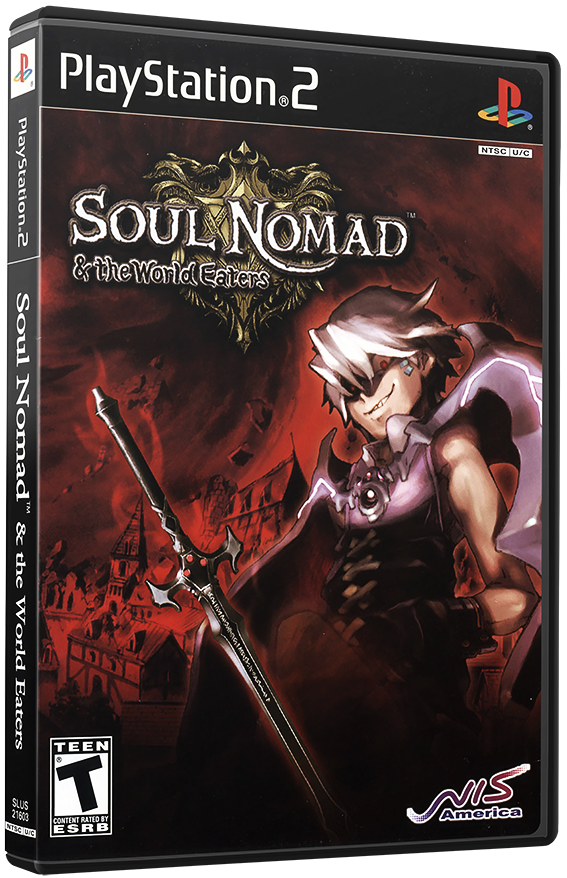 PlayStation®2
NTSC U/C
SOUL NOMAD™
& the World Eaters
TEEN
T
CONTENT RATED BY
ESRB
NIS
America
PlayStation®2
Soul Nomad™ & the World Eaters
SLUS
21603
NTSC U/C